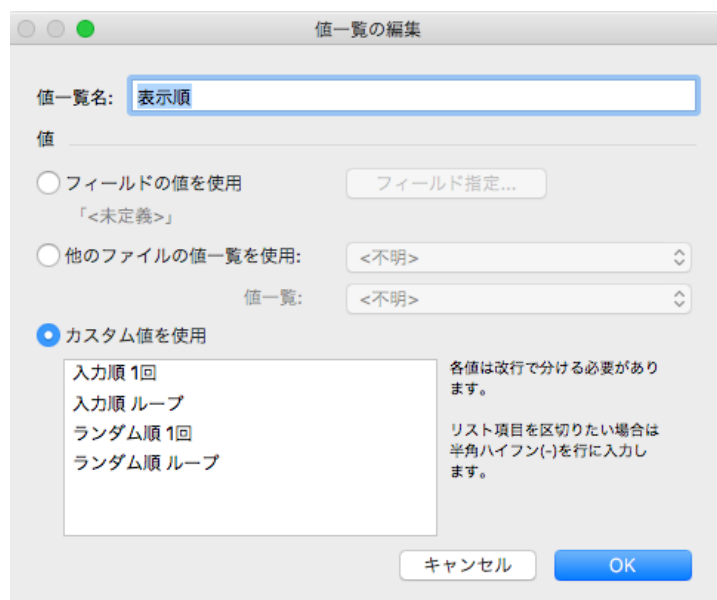 値一覧の編集
値一覧名: 表示順
値
フィールドの値を使用 フィールド指定...
「<未定義>」
他のファイルの値一覧を使用: <不明>
値一覧: <不明>
カスタム値を使用
入力順 1回
入力順 ループ
ランダム順 1回
ランダム順 ループ
各値は改行で分ける必要があり
ます。
リスト項目を区切りたい場合は
半角ハイフン(-)を行に入力し
ます。
キャンセル OK